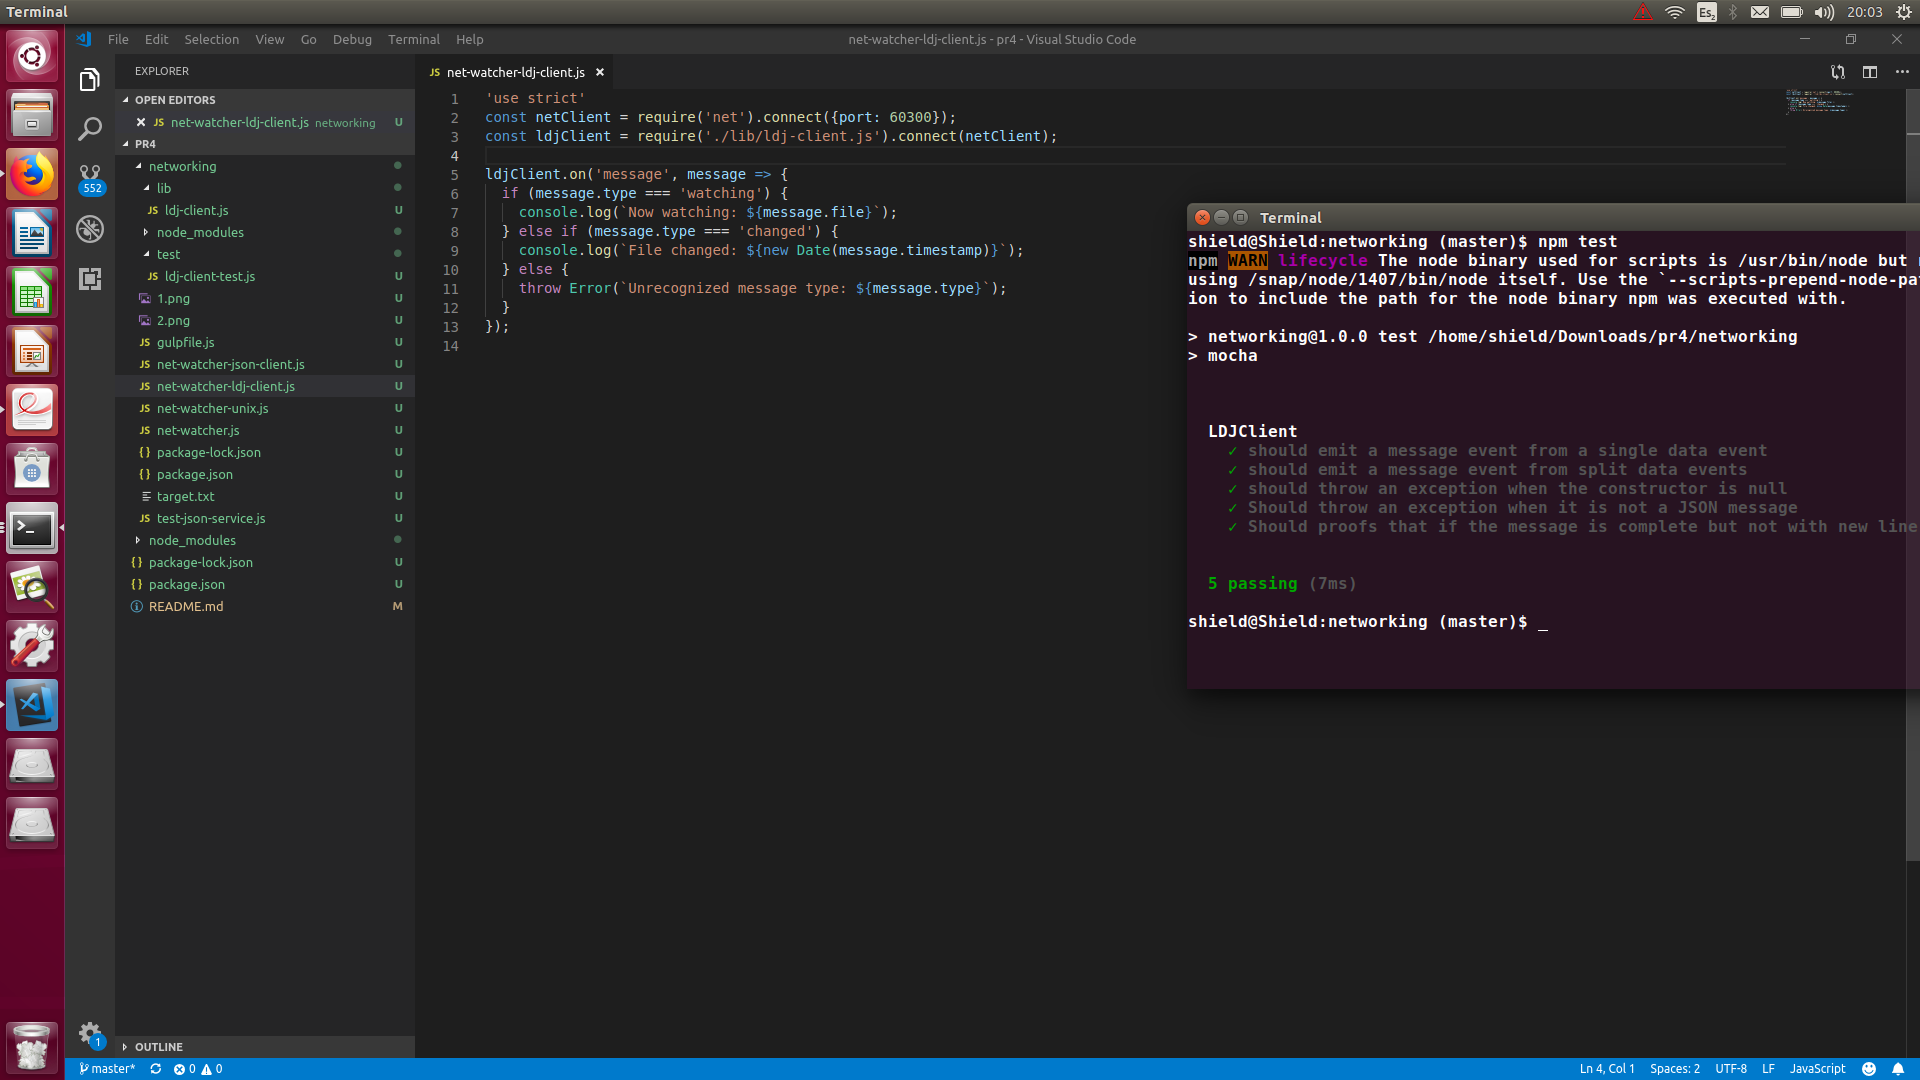 Terminal
Es2
20:03
File Edit Selection View Go Debug Terminal Help
net-watcher-ldj-client.js - pr4 - Visual Studio Code
EXPLORER
OPEN EDITORS
JS net-watcher-ldj-client.js networking U
PR4
networking
lib
JS ldj-client.js U
node_modules
test
JS ldj-client-test.js U
1.png U
2.png U
JS gulpfile.js U
JS net-watcher-json-client.js U
JS net-watcher-ldj-client.js U
JS net-watcher-unix.js U
JS net-watcher.js U
{} package-lock.json U
{} package.json U
target.txt U
JS test-json-service.js U
node_modules
{} package-lock.json U
{} package.json U
README.md M
OUTLINE
552
1
JS net-watcher-ldj-client.js
1 'use strict'
2 const netClient = require('net').connect({port: 60300});
3 const ldjClient = require('./lib/ldj-client.js').connect(netClient);
4
5 ldjClient.on('message', message => {
6 if (message.type === 'watching') {
7 console.log(`Now watching: ${message.file}`);
8 } else if (message.type === 'changed') {
9 console.log(`File changed: ${new Date(message.timestamp)}`);
10 } else {
11 throw Error(`Unrecognized message type: ${message.type}`);
12 }
13 });
14
Terminal
shield@Shield:networking (master)$ npm test
npm WARN lifecycle The node binary used for scripts is /usr/bin/node but
using /snap/node/1407/bin/node itself. Use the `--scripts-prepend-node-pa
ion to include the path for the node binary npm was executed with.
> networking@1.0.0 test /home/shield/Downloads/pr4/networking
> mocha
LDJClient
✓ should emit a message event from a single data event
✓ should emit a message event from split data events
✓ should throw an exception when the constructor is null
✓ Should throw an exception when it is not a JSON message
✓ Should proofs that if the message is complete but not with new line
5 passing (7ms)
shield@Shield:networking (master)$ _
master* 0 0
Ln 4, Col 1 Spaces: 2 UTF-8 LF JavaScript